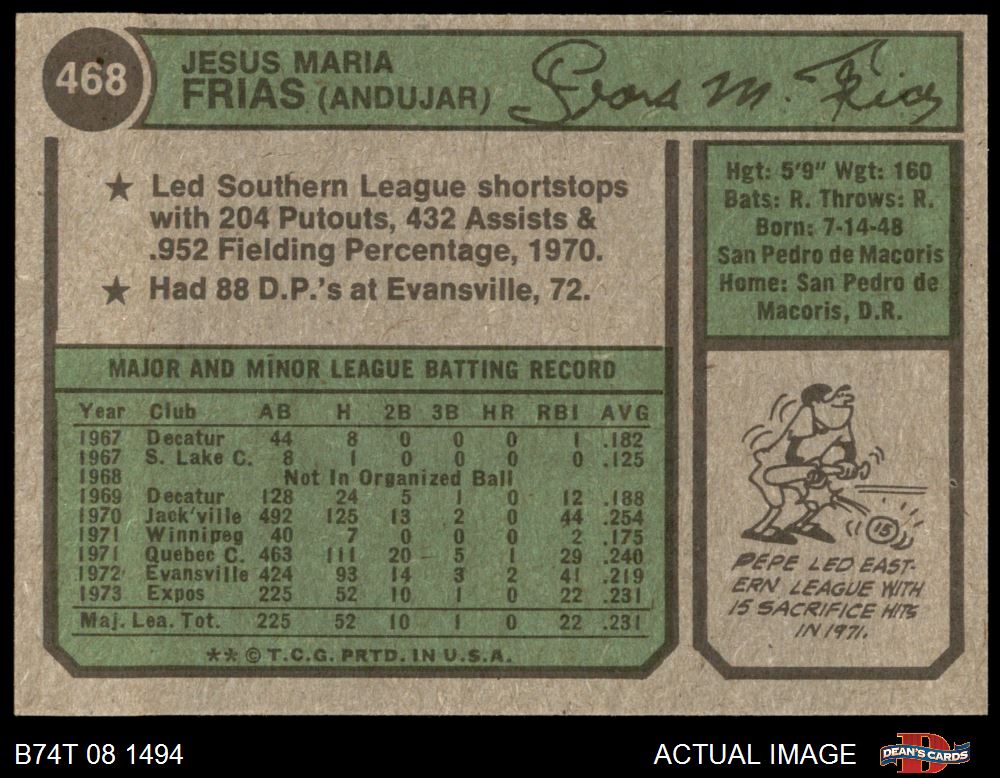 468
JESUS MARIA
FRIAS (ANDUJAR)
★ Led Southern League shortstops
with 204 Putouts, 432 Assists &
.952 Fielding Percentage, 1970.
★ Had 88 D.P.'s at Evansville, 72.
Hgt: 5'9" Wgt: 160
Bats: R. Throws: R.
Born: 7-14-48
San Pedro de Macoris
Home: San Pedro de
Macoris, D.R.
MAJOR AND MINOR LEAGUE BATTING RECORD
Year Club AB H 2B 3B HR RBI AVG
1967 Decatur 44 8 0 0 0 1 .182
1967 S. Lake C. 8 1 0 0 0 0 .125
1968 Not In Organized Ball
1969 Decatur 128 24 5 1 0 12 .188
1970 Jack'ville 492 125 13 2 0 44 .254
1971 Winnipeg 40 7 0 0 0 2 .175
1971 Quebec C. 463 111 20 5 1 29 .240
1972 Evansville 424 93 14 3 2 41 .219
1973 Expos 225 52 10 1 0 22 .231
Maj. Lea. Tot. 225 52 10 1 0 22 .231
** © T.C.G. PRTD. IN U.S.A.
15
PEPE LED EAST-
ERN LEAGUE WITH
15 SACRIFICE HITS
IN 1971.
B74T 08 1494
ACTUAL IMAGE
DEAN'S CARDS